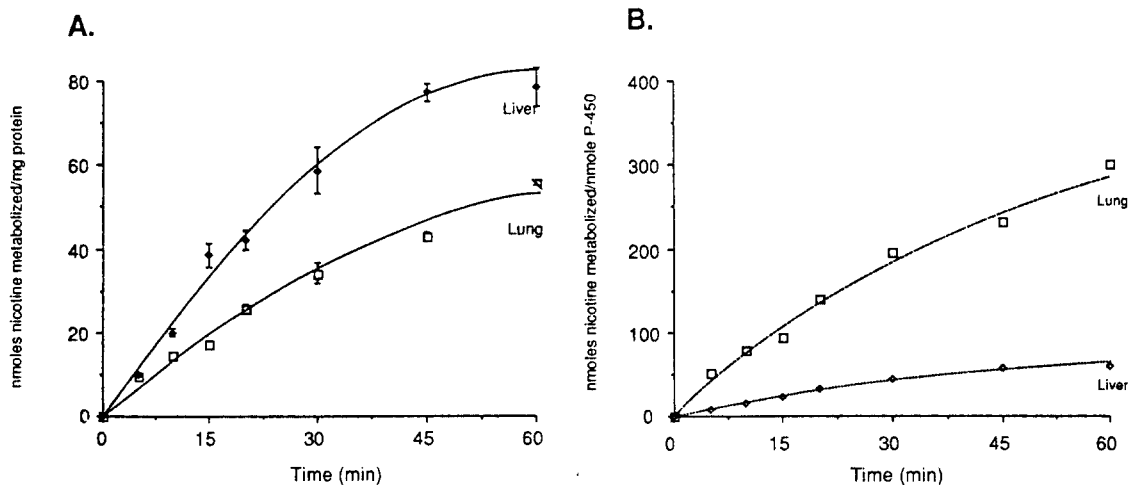 A.
nmoles nicotine metabolized/mg protein
80
60
40
20
0
0 15 30 45 60
Time (min)
Liver
Lung
B.
nmoles nicotine metabolized/nmole P-450
400
300
200
100
0
0 15 30 45 60
Time (min)
Lung
Liver